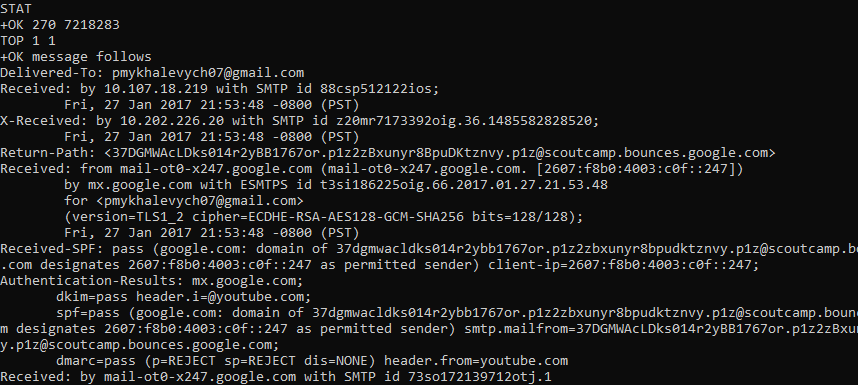 STAT
+OK 270 7218283
TOP 1 1
+OK message follows
Delivered-To: pmykhalevych07@gmail.com
Received: by 10.107.18.219 with SMTP id 88csp512122ios;
        Fri, 27 Jan 2017 21:53:48 -0800 (PST)
X-Received: by 10.202.226.20 with SMTP id z20mr7173392oig.36.1485582828520;
        Fri, 27 Jan 2017 21:53:48 -0800 (PST)
Return-Path: <37DGMWAcLDks014r2yBB1767or.p1z2zBxunyr8BpuDKtznvy.p1z@scoutcamp.bounces.google.com>
Received: from mail-ot0-x247.google.com (mail-ot0-x247.google.com. [2607:f8b0:4003:c0f::247])
        by mx.google.com with ESMTPS id t3si186225oig.66.2017.01.27.21.53.48
        for <pmykhalevych07@gmail.com>
        (version=TLS1_2 cipher=ECDHE-RSA-AES128-GCM-SHA256 bits=128/128);
        Fri, 27 Jan 2017 21:53:48 -0800 (PST)
Received-SPF: pass (google.com: domain of 37dgmwacldks014r2ybb1767or.p1z2zbxunyr8bpudktznvy.p1z@scoutcamp.bounces.google
.com designates 2607:f8b0:4003:c0f::247 as permitted sender) client-ip=2607:f8b0:4003:c0f::247;
Authentication-Results: mx.google.com;
       dkim=pass header.i=@youtube.com;
       spf=pass (google.com: domain of 37dgmwacldks014r2ybb1767or.p1z2zbxunyr8bpudktznvy.p1z@scoutcamp.boun
m designates 2607:f8b0:4003:c0f::247 as permitted sender) smtp.mailfrom=37DGMWAcLDks014r2yBB1767or.p1z2zBxu
y.p1z@scoutcamp.bounces.google.com;
       dmarc=pass (p=REJECT sp=REJECT dis=NONE) header.from=youtube.com
Received: by mail-ot0-x247.google.com with SMTP id 73so172139712otj.1